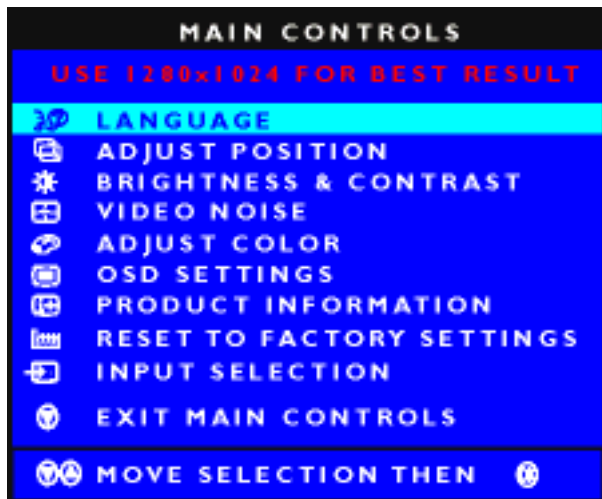 MAIN CONTROLS
USE 1280x1024 FOR BEST RESULT
LANGUAGE
ADJUST POSITION
BRIGHTNESS & CONTRAST
VIDEO NOISE
ADJUST COLOR
OSD SETTINGS
PRODUCT INFORMATION
RESET TO FACTORY SETTINGS
INPUT SELECTION
EXIT MAIN CONTROLS
MOVE SELECTION THEN